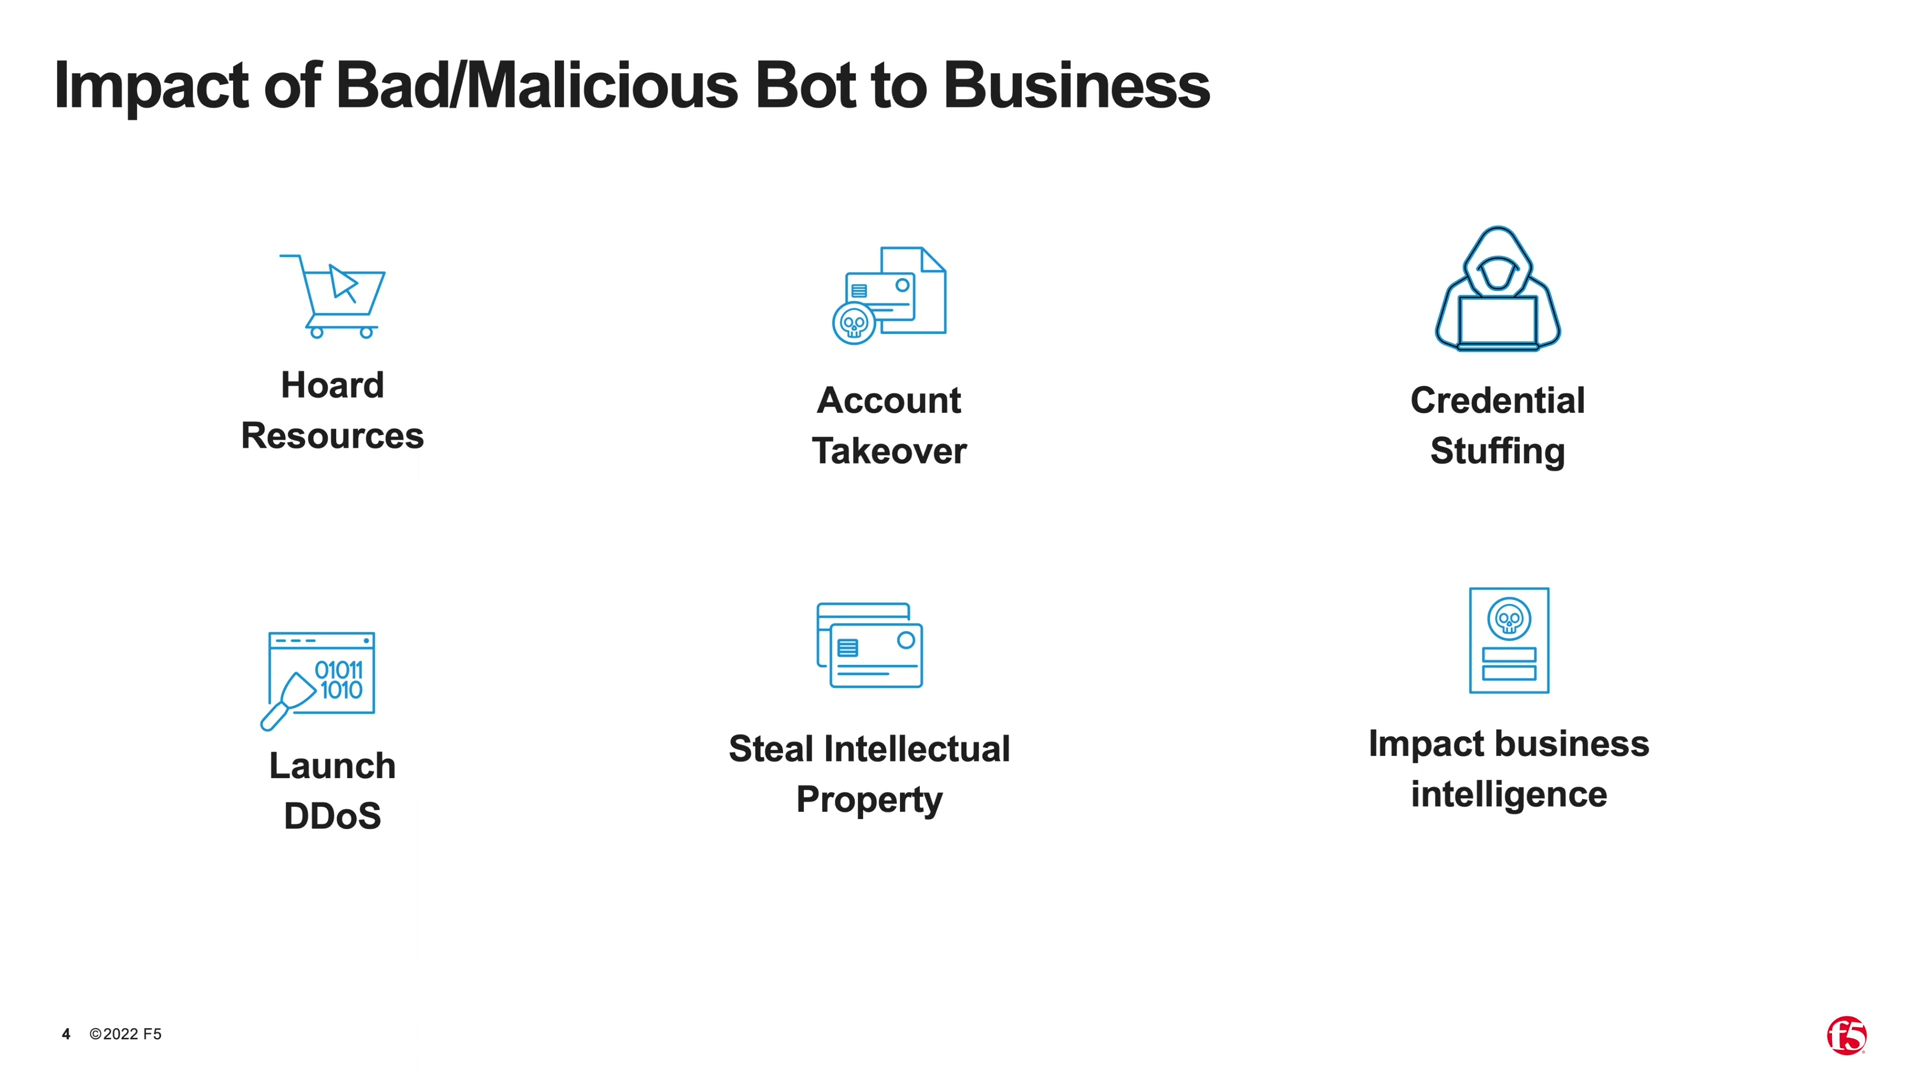 Impact of Bad/Malicious Bot to Business
Hoard
Resources
Account
Takeover
Credential
Stuffing
01011
1010
Launch
DDoS
Steal Intellectual
Property
Impact business
intelligence
4 ©2022 F5
f5